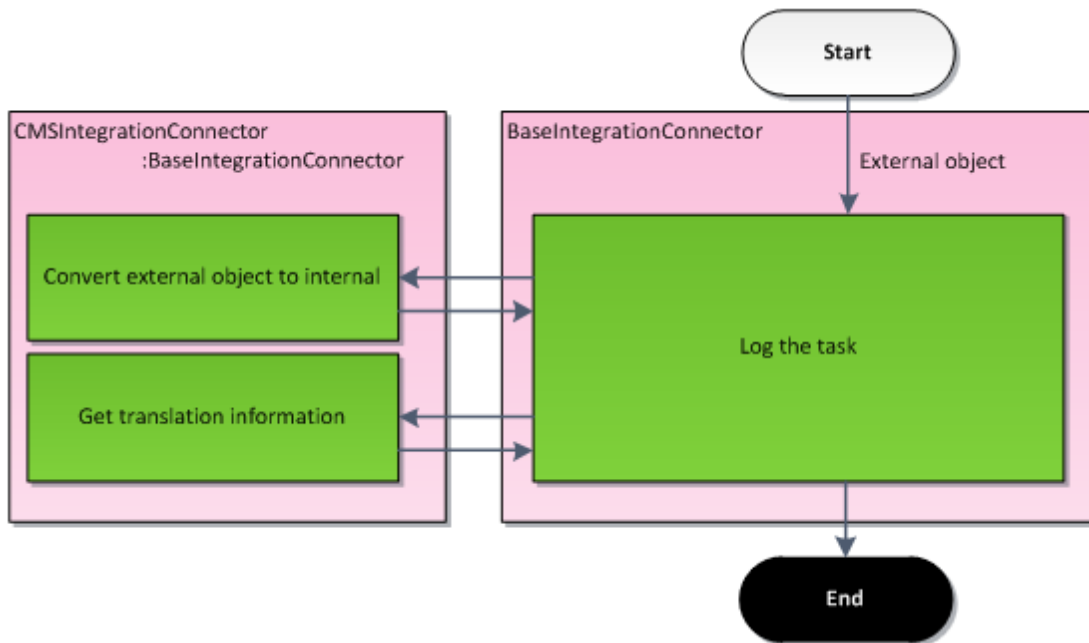 Start
CMSIntegrationConnector
:BaseIntegrationConnector
BaseIntegrationConnector
External object
Convert external object to internal
Log the task
Get translation information
End